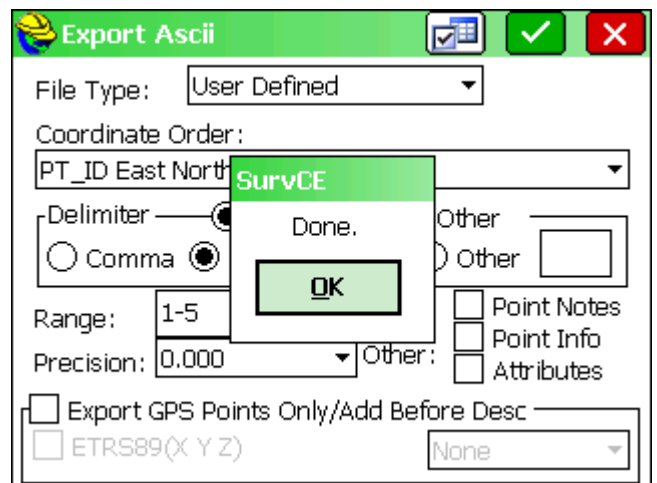 Export Ascii
File Type: User Defined
Coordinate Order:
PT_ID East North
SurvCE
Done.
OK
Delimiter Other
Comma Other
Range: 1-5
Point Notes
Point Info
Precision: 0.000 Other:
Attributes
Export GPS Points Only/Add Before Desc
ETRS89(X Y Z) None